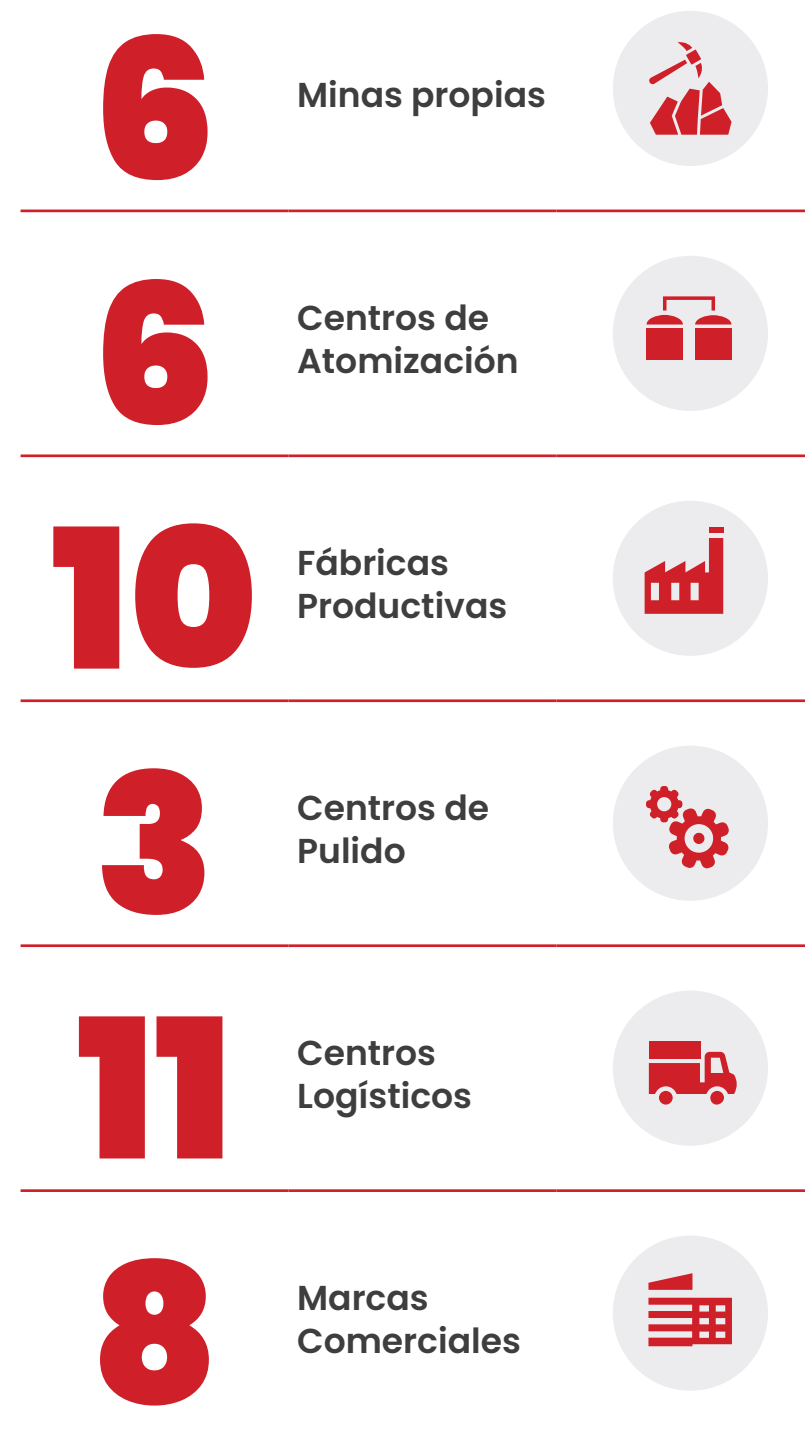 6
Minas propias
6
Centros de
Atomización
10
Fábricas
Productivas
3
Centros de
Pulido
11
Centros
Logísticos
8
Marcas
Comerciales